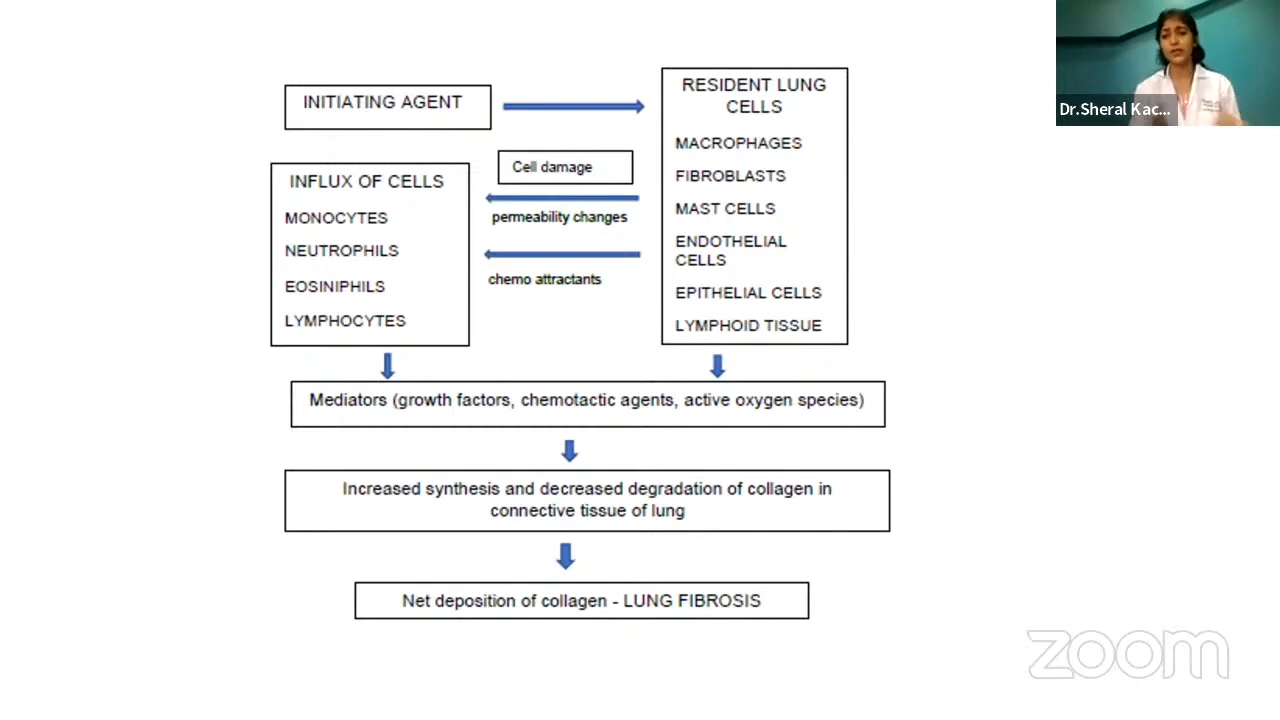 INITIATING AGENT
RESIDENT LUNG
CELLS
MACROPHAGES
FIBROBLASTS
MAST CELLS
ENDOTHELIAL
CELLS
EPITHELIAL CELLS
LYMPHOID TISSUE
Cell damage
permeability changes
chemo attractants
INFLUX OF CELLS
MONOCYTES
NEUTROPHILS
EOSINIPHILS
LYMPHOCYTES
Mediators (growth factors, chemotactic agents, active oxygen species)
Increased synthesis and decreased degradation of collagen in
connective tissue of lung
Net deposition of collagen - LUNG FIBROSIS
Dr.Sheral Kac...
zoom